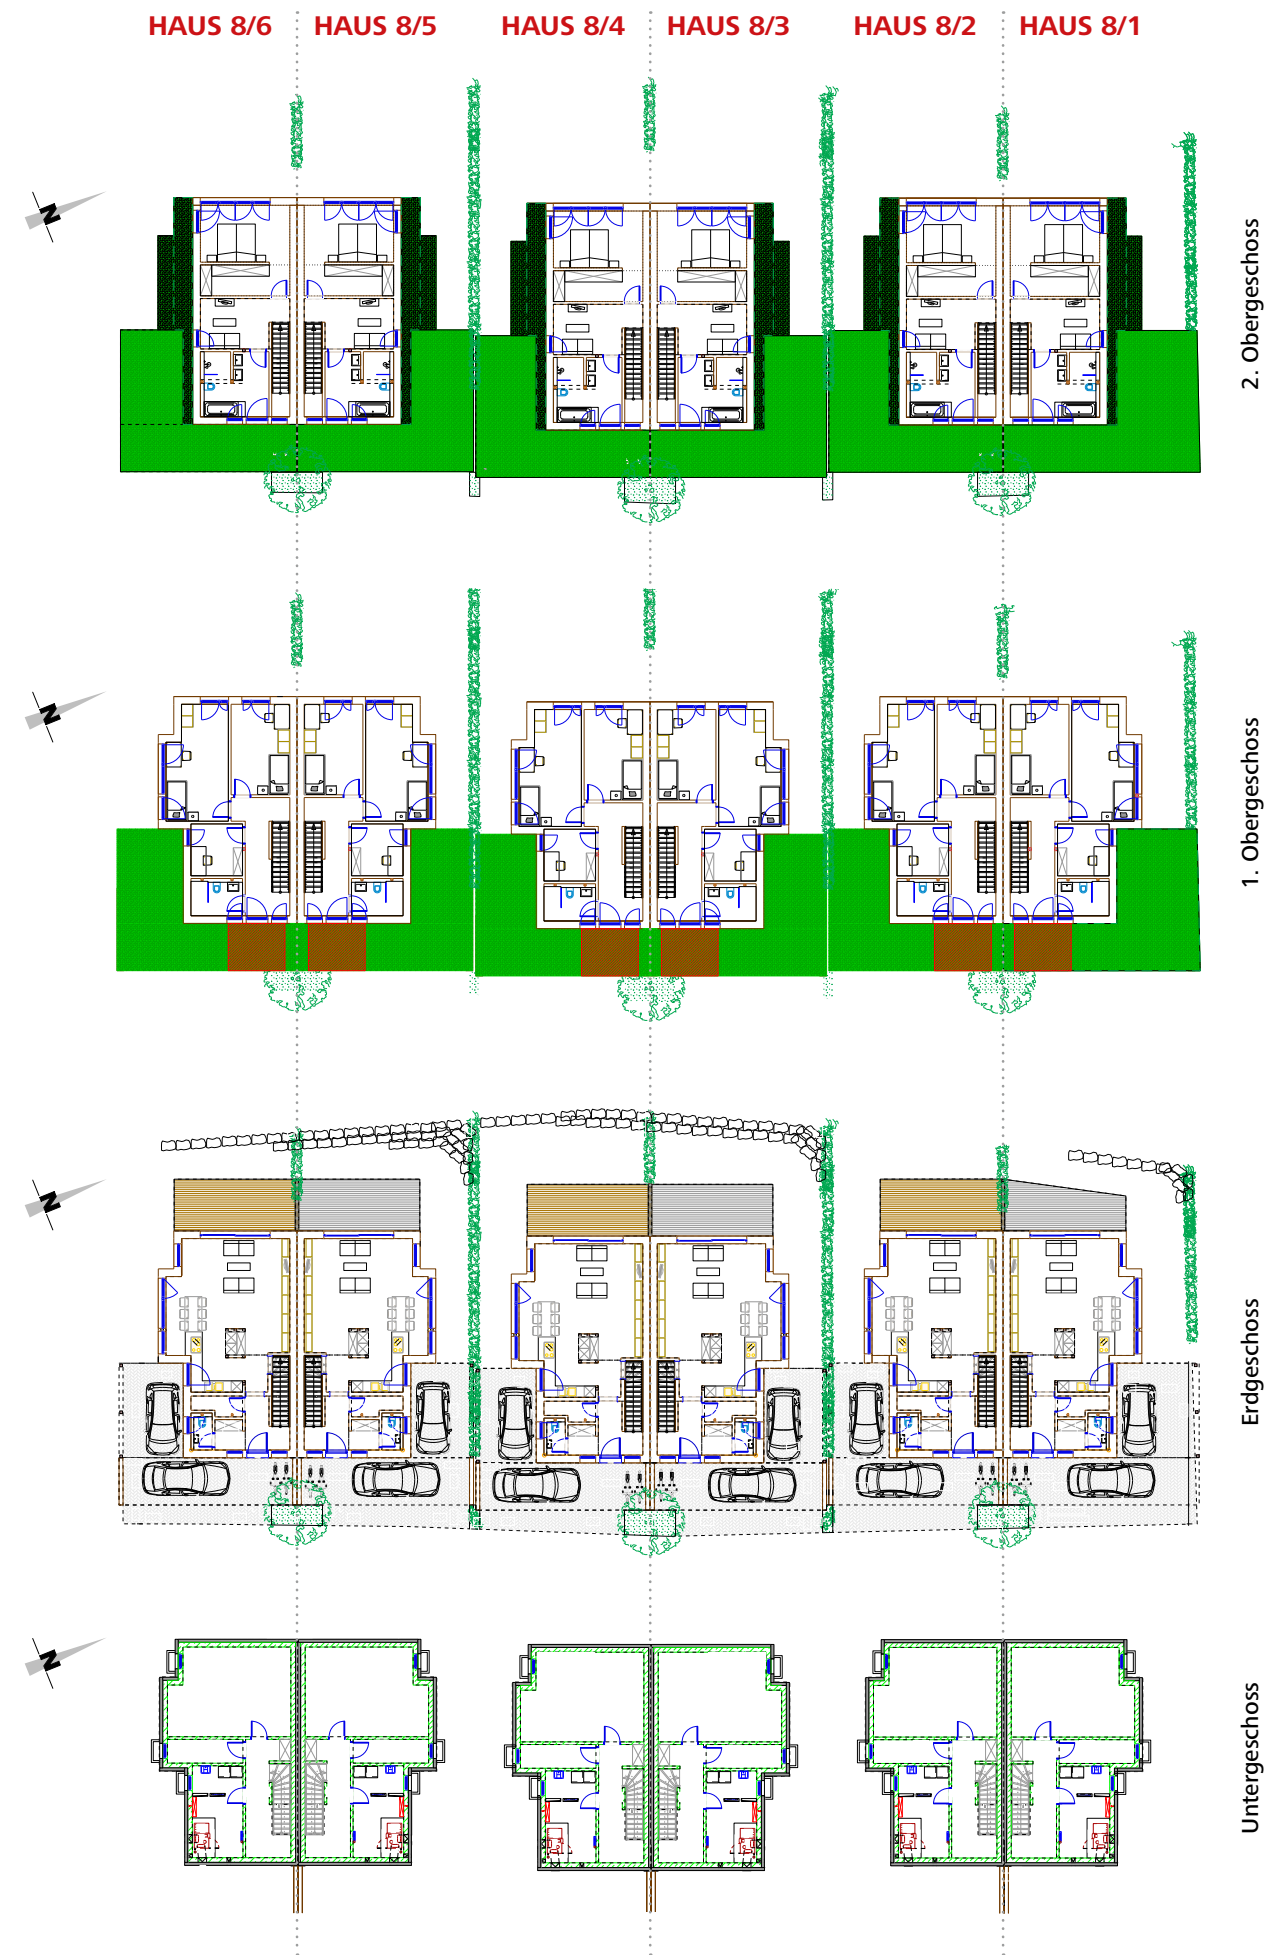 HAUS 8/6 HAUS 8/5 HAUS 8/4 HAUS 8/3 HAUS 8/2 HAUS 8/1
N
2. Obergeschoss
N
1. Obergeschoss
N
Erdgeschoss
N
Untergeschoss